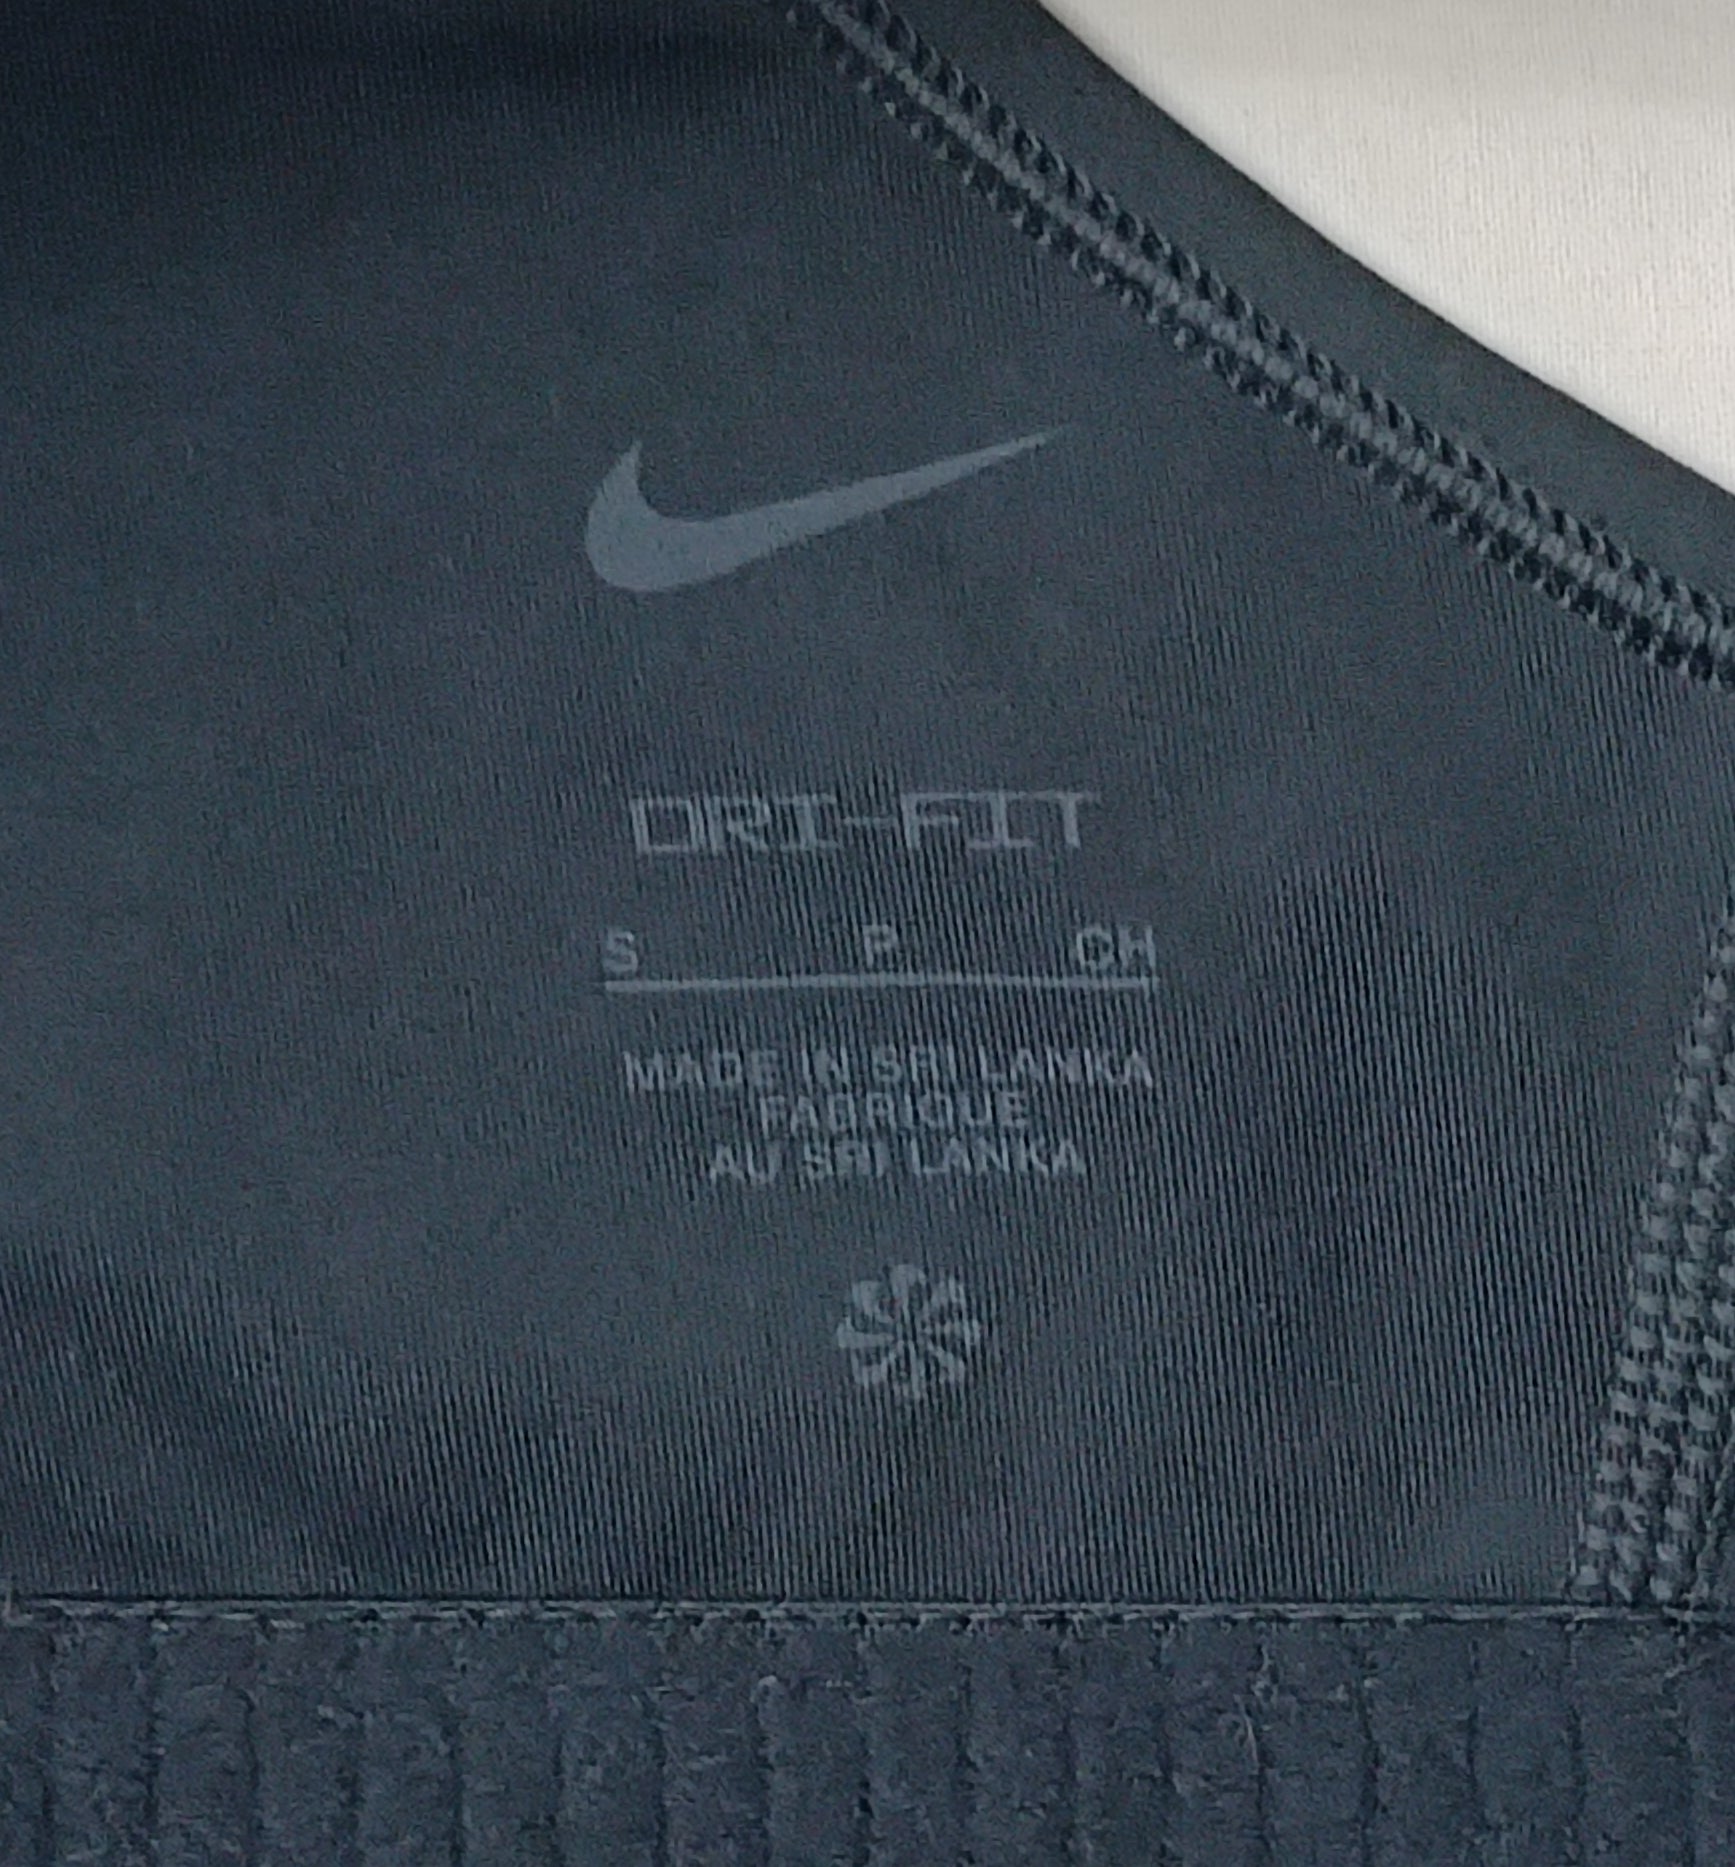 DRI-FIT
S P CH
MADE IN SRI LANKA
FABRIQUE
AU SRI LANKA